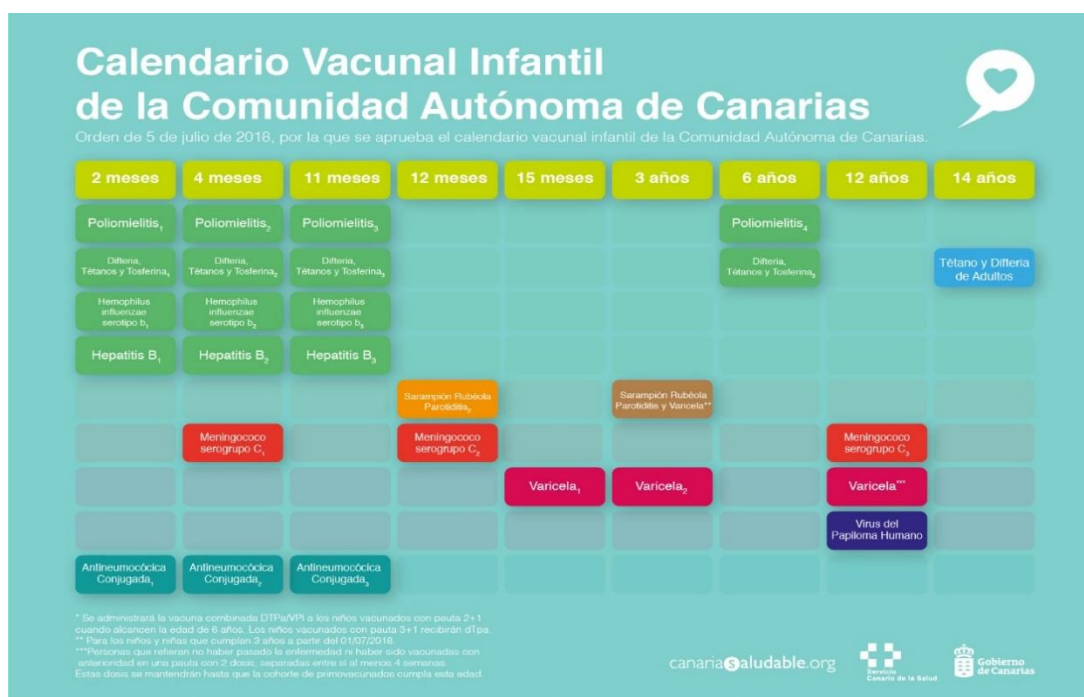 Calendario Vacunal Infantil
de la Comunidad Autónoma de Canarias
Orden de 5 de julio de 2018, por la que se aprueba el calendario vacunal infantil de la Comunidad Autónoma de Canarias.
2 meses 4 meses 11 meses 12 meses 15 meses 3 años 6 años 12 años 14 años
Poliomielitis₁ Poliomielitis₂ Poliomielitis₃ Poliomielitis₄
Difteria, Difteria, Difteria, Difteria, Tétano y Difteria
Tétanos y Tosferina₁ Tétanos y Tosferina₂ Tétanos y Tosferina₃ Tétanos y Tosferina₅ de Adultos
Hemophilus Hemophilus Hemophilus
influenzae influenzae influenzae
serotipo b₁ serotipo b₂ serotipo b₃
Hepatitis B₁ Hepatitis B₂ Hepatitis B₃
Sarampión Rubéola Sarampión Rubéola
Parotiditis₂ Parotiditis y Varicela**
Meningococo Meningococo Meningococo
serogrupo C₁ serogrupo C₂ serogrupo C₃
Varicela₁ Varicela₂ Varicela***
Virus del
Papiloma Humano
Antineumocócica Antineumocócica Antineumocócica
Conjugada₁ Conjugada₂ Conjugada₃
* Se administrará la vacuna combinada DTPa/VPI a los niños vacunados con pauta 2+1
cuando alcancen la edad de 6 años. Los niños vacunados con pauta 3+1 recibirán dTpa.
** Para los niños y niñas que cumplan 3 años a partir del 01/07/2018.
***Personas que refieran no haber pasado la enfermedad ni haber sido vacunadas con
anterioridad en una pauta con 2 dosis, separadas entre sí al menos 4 semanas.
Estas dosis se mantendrán hasta que la cohorte de primovacunados cumpla esta edad.
canariasaludable.org
Servicio
Canario de la Salud
Gobierno
de Canarias